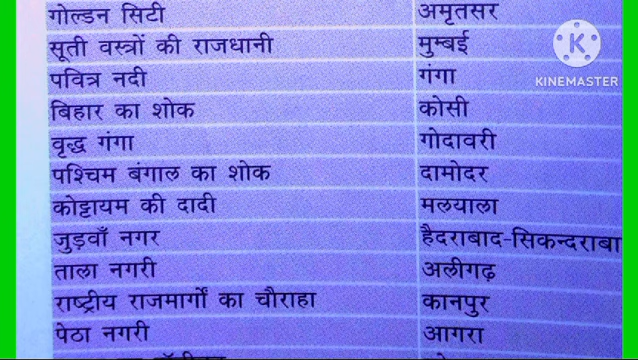 गोल्डन सिटी अमृतसर
सूती वस्त्रों की राजधानी मुम्बई
पवित्र नदी गंगा
बिहार का शोक कोसी
वृद्ध गंगा गोदावरी
पश्चिम बंगाल का शोक दामोदर
कोट्टायम की दादी मलयाला
जुड़वाँ नगर हैदराबाद-सिकन्दराबा
ताला नगरी अलीगढ़
राष्ट्रीय राजमार्गों का चौराहा कानपुर
पेठा नगरी आगरा
KINEMASTER